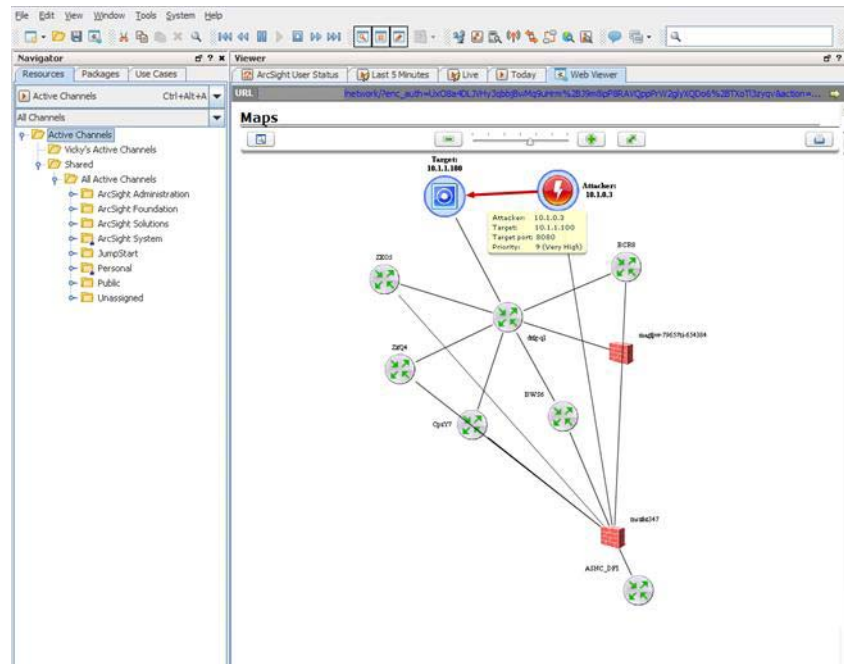 File Edit View Window Tools System Help
Navigator
Resources Packages Use Cases
Active Channels Ctrl+Alt+A
All Channels
Active Channels
Vicky's Active Channels
Shared
All Active Channels
ArcSight Administration
ArcSight Foundation
ArcSight Solutions
ArcSight System
JumpStart
Personal
Public
Unassigned
Viewer
ArcSight User Status Last 5 Minutes Live Today Web Viewer
URL
Maps
Target:
10.1.1.100
Attacker:
10.1.0.3
Attacker: 10.1.0.3
Target: 10.1.1.100
Target port: 8080
Priority: 9 (Very High)